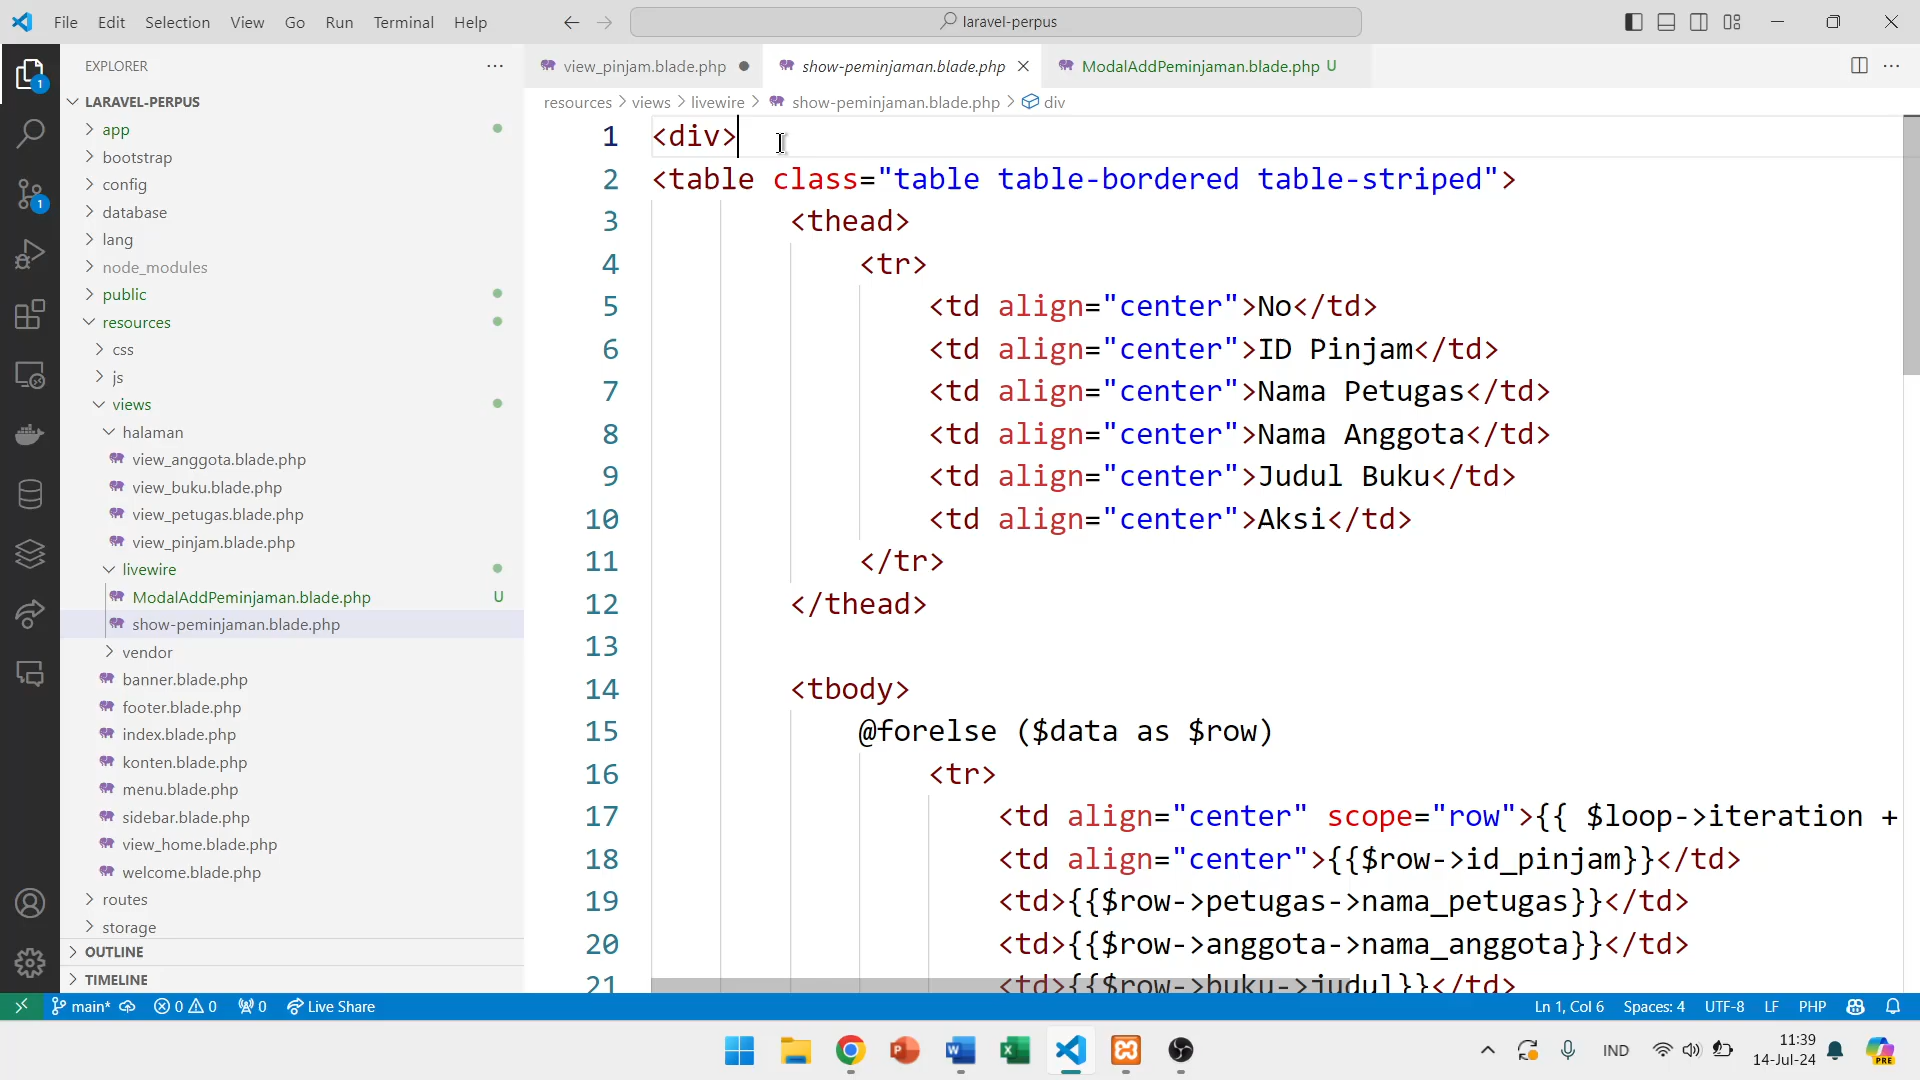 File Edit Selection View Go Run Terminal Help
laravel-perpus
EXPLORER
LARAVEL-PERPUS
app
bootstrap
config
database
lang
node_modules
public
resources
css
js
views
halaman
view_anggota.blade.php
view_buku.blade.php
view_petugas.blade.php
view_pinjam.blade.php
livewire
ModalAddPeminjaman.blade.php U
show-peminjaman.blade.php
vendor
banner.blade.php
footer.blade.php
index.blade.php
konten.blade.php
menu.blade.php
sidebar.blade.php
view_home.blade.php
welcome.blade.php
routes
storage
OUTLINE
TIMELINE
1
1
view_pinjam.blade.php show-peminjaman.blade.php ModalAddPeminjaman.blade.php U
resources > views > livewire > show-peminjaman.blade.php > div
1 <div>
2 <table class="table table-bordered table-striped">
3 <thead>
4 <tr>
5 <td align="center">No</td>
6 <td align="center">ID Pinjam</td>
7 <td align="center">Nama Petugas</td>
8 <td align="center">Nama Anggota</td>
9 <td align="center">Judul Buku</td>
10 <td align="center">Aksi</td>
11 </tr>
12 </thead>
13
14 <tbody>
15 @forelse ($data as $row)
16 <tr>
17 <td align="center" scope="row">{{ $loop->iteration +
18 <td align="center">{{$row->id_pinjam}}</td>
19 <td>{{$row->petugas->nama_petugas}}</td>
20 <td>{{$row->anggota->nama_anggota}}</td>
21 <td>{{$row->buku->judul}}</td>
main* 0 0 0 Live Share Ln 1, Col 6 Spaces: 4 UTF-8 LF PHP
IND 11:39
14-Jul-24
PRE